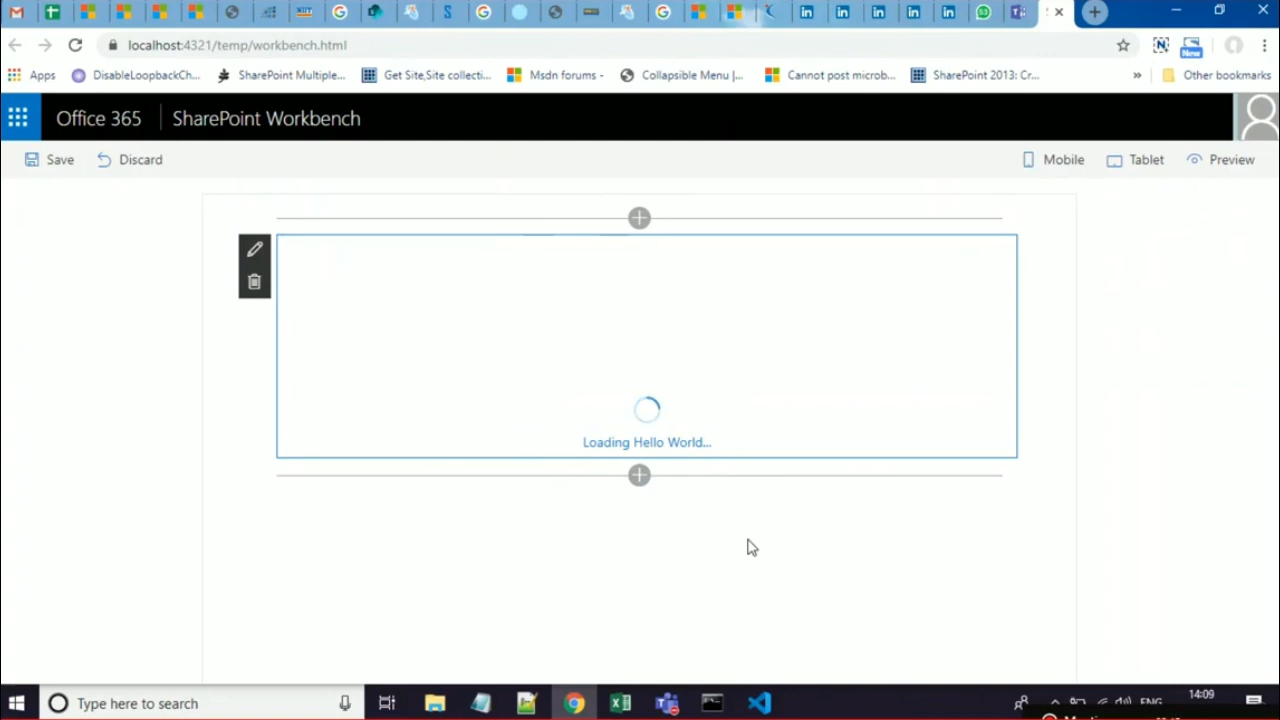 localhost:4321/temp/workbench.html
New
Apps DisableLoopbackCh... SharePoint Multiple... Get Site,Site collecti... Msdn forums - Collapsible Menu |... Cannot post microb... SharePoint 2013: Cr... » Other bookmarks
Office 365 SharePoint Workbench
Save Discard Mobile Tablet Preview
Loading Hello World...
Type here to search ENG 14:09